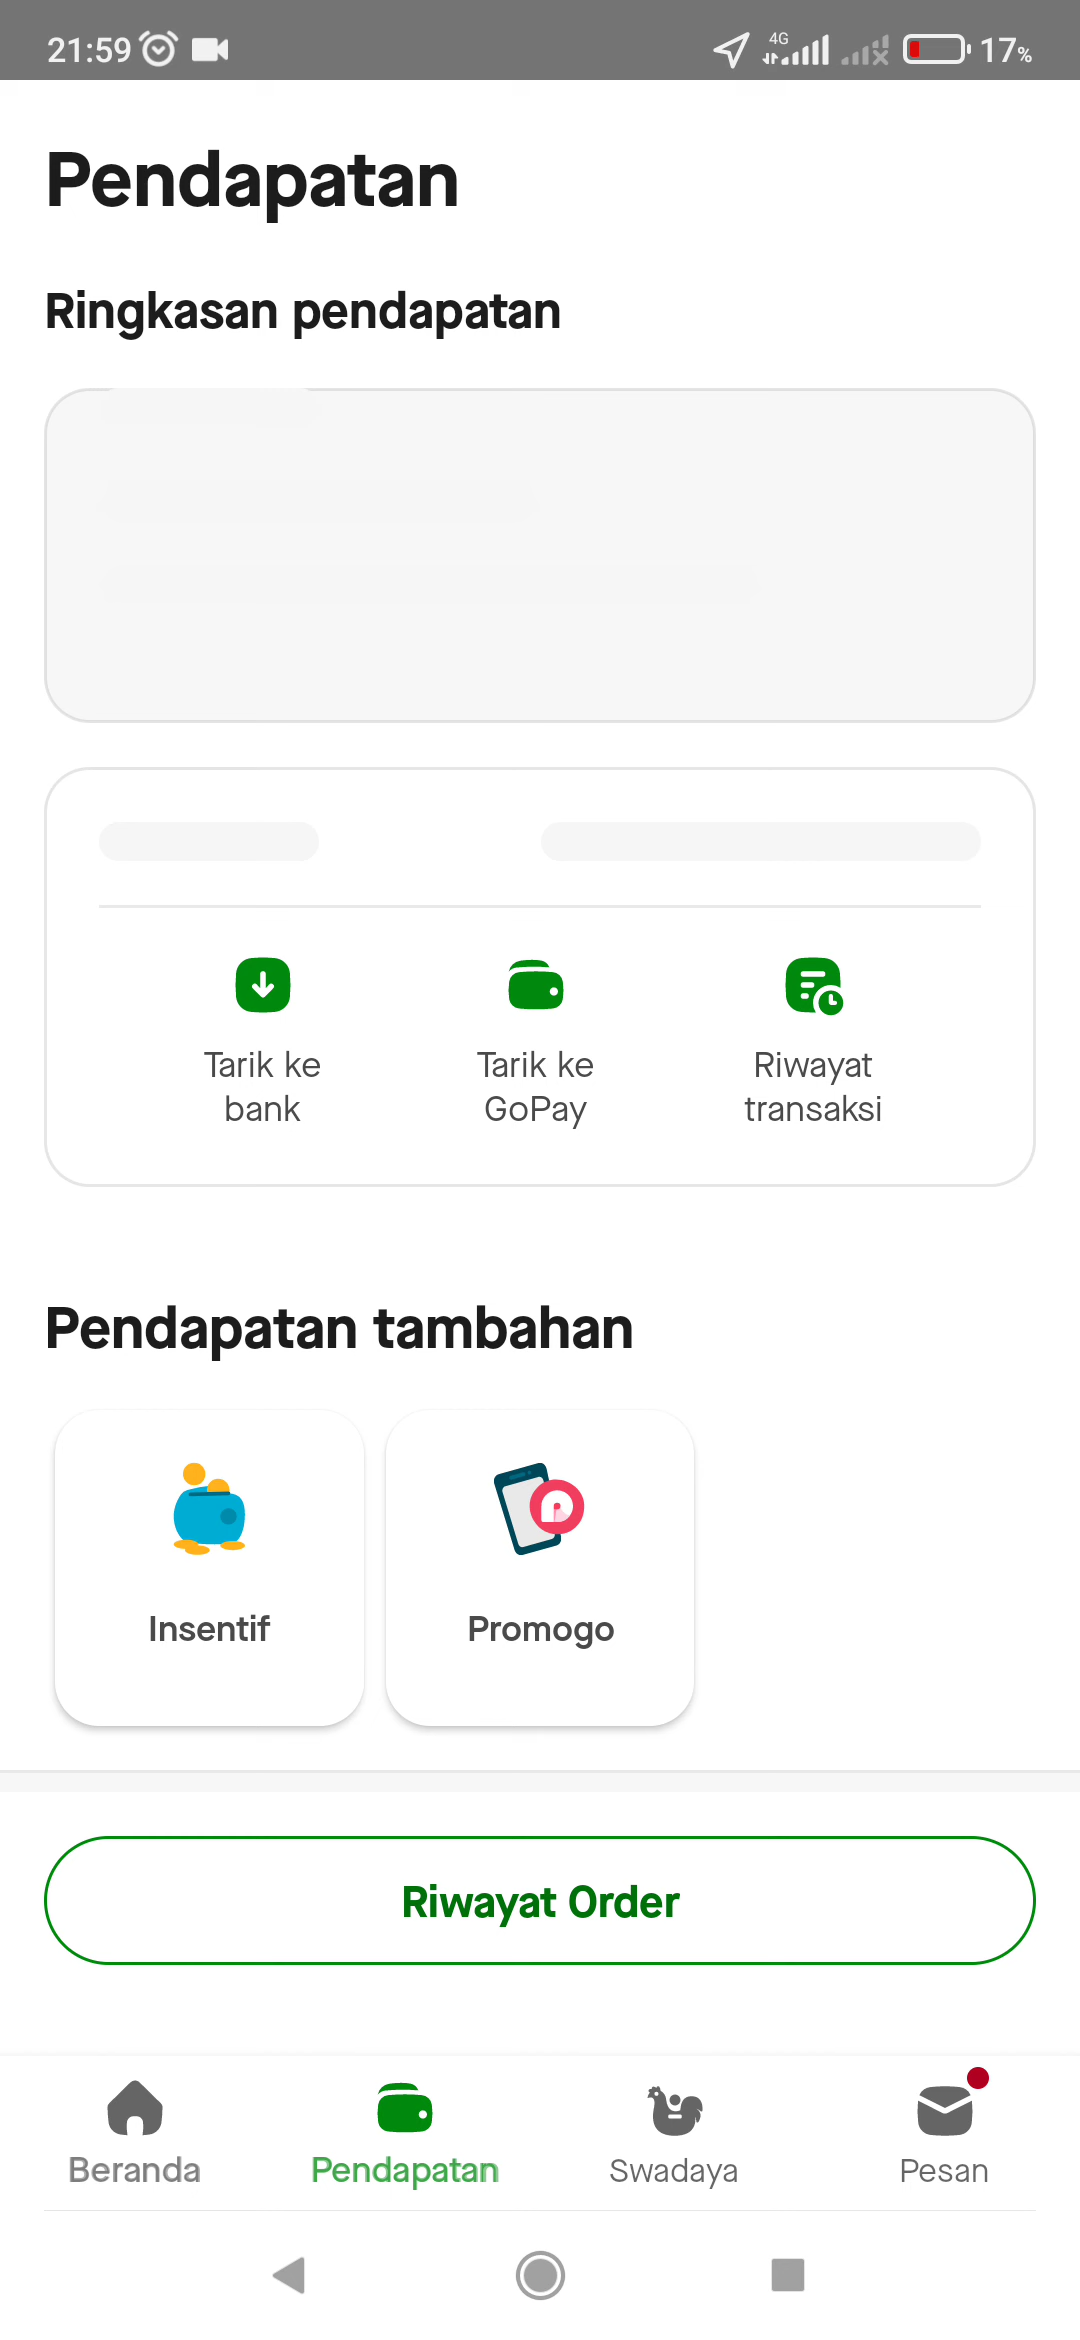 21:59 4G 17%
Pendapatan
Ringkasan pendapatan
Tarik ke bank
Tarik ke GoPay
Riwayat transaksi
Pendapatan tambahan
Insentif
Promogo
Riwayat Order
Beranda
Pendapatan
Swadaya
Pesan